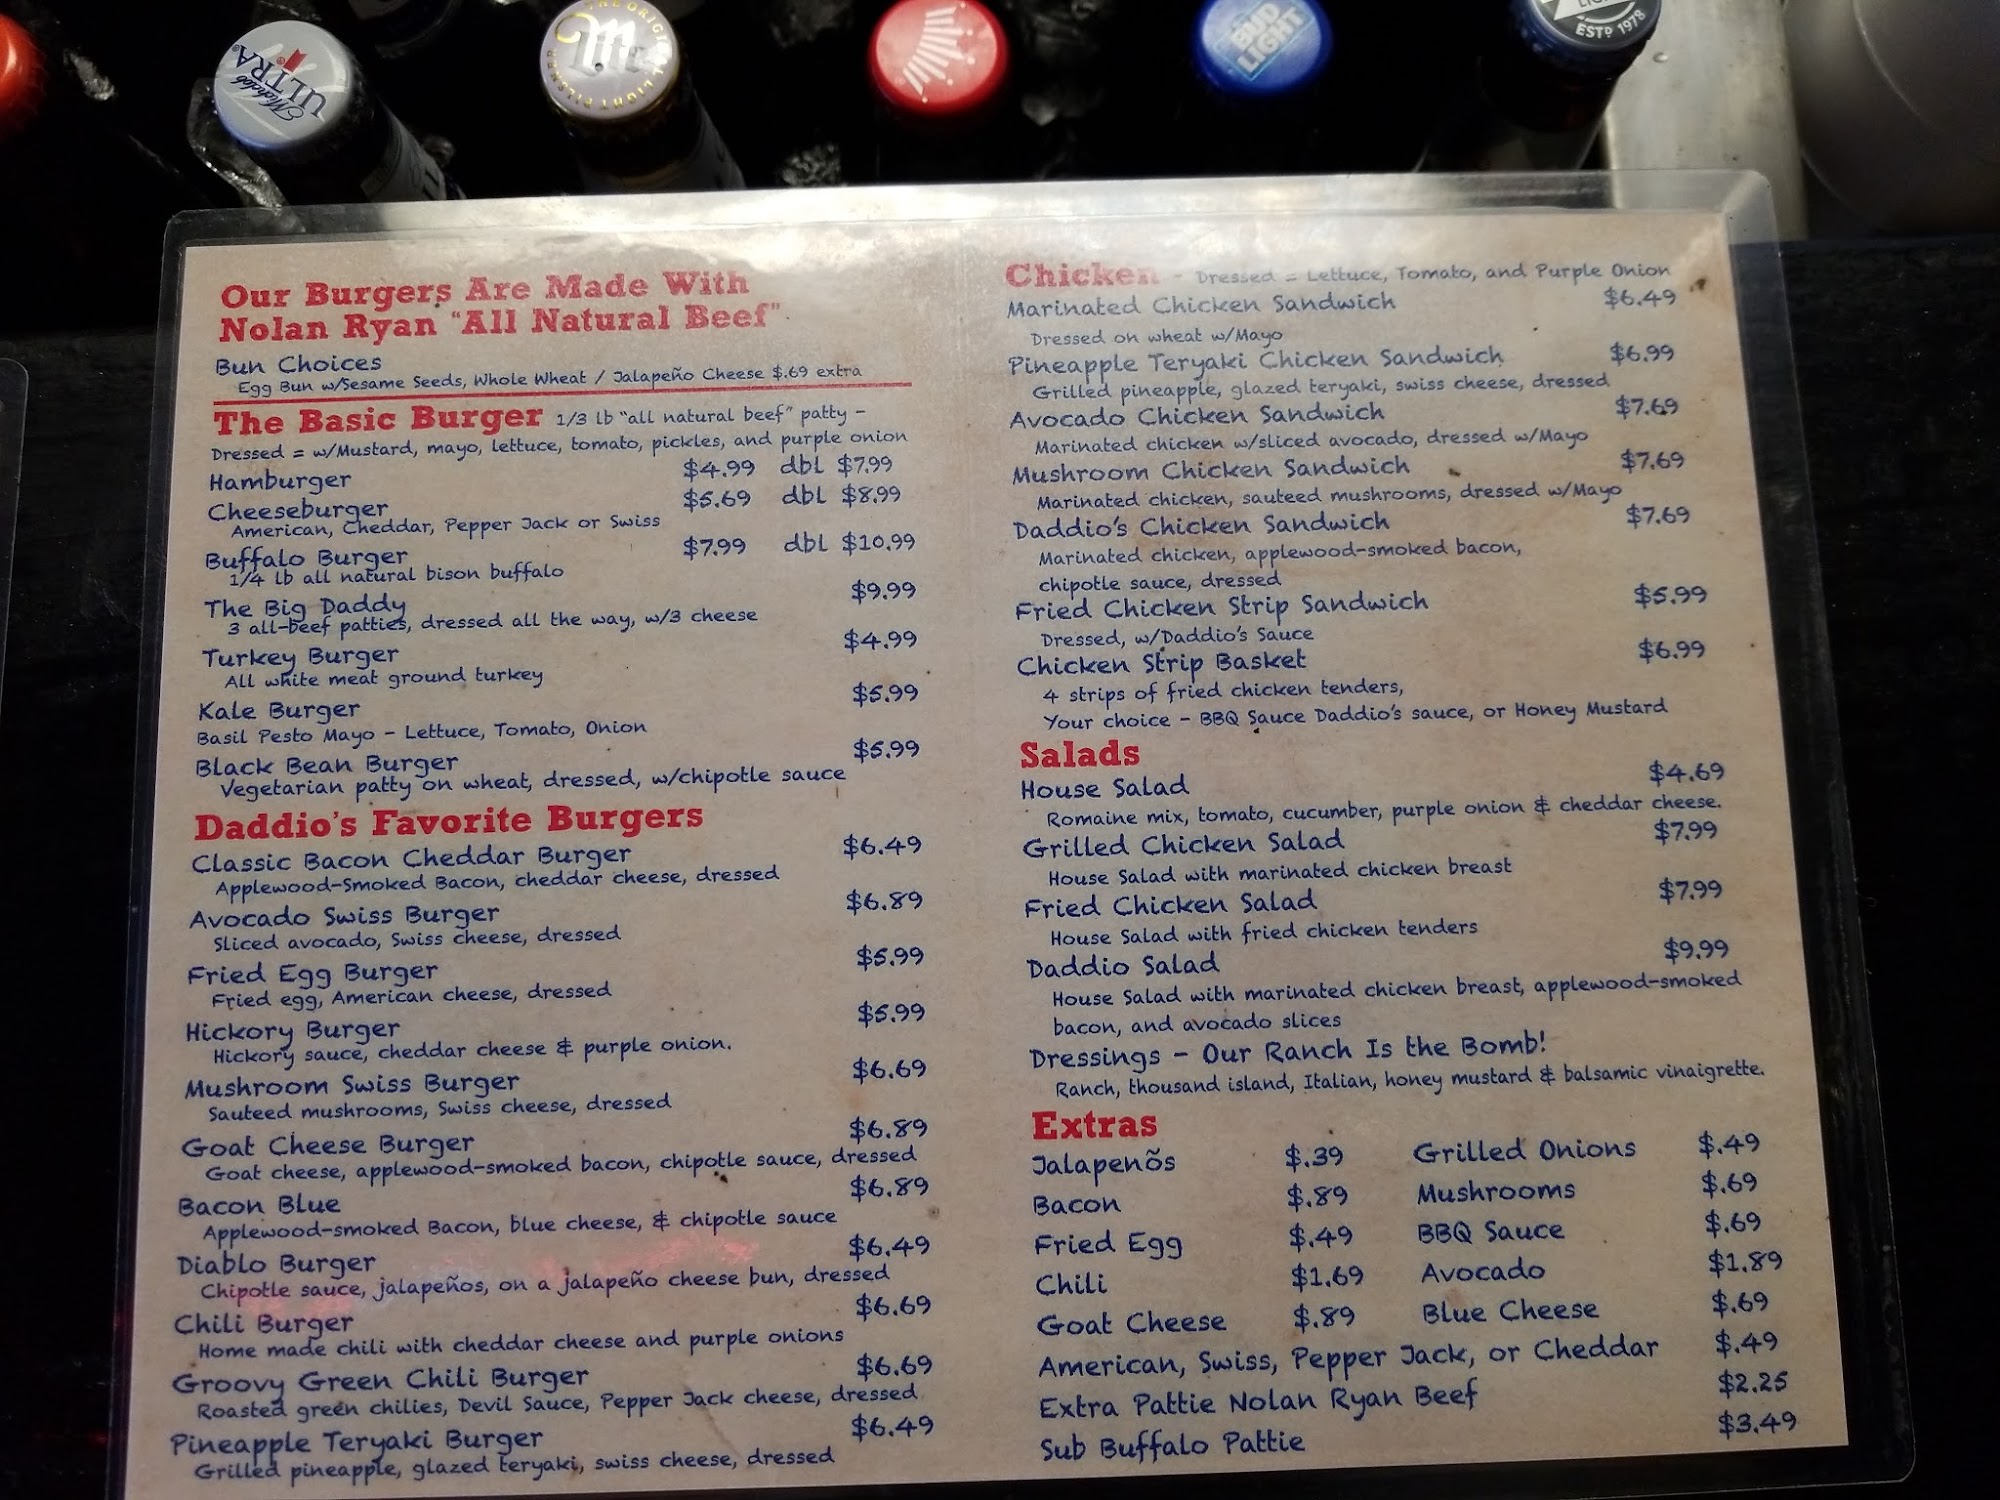 Michelob ULTRA
THE ORIGINAL LIGHT PILSNER
BUD LIGHT
ESTD 1978
Our Burgers Are Made With
Nolan Ryan "All Natural Beef"
Bun Choices
Egg Bun w/Sesame Seeds, Whole Wheat / Jalapeño Cheese $.69 extra
The Basic Burger 1/3 lb "all natural beef" patty -
Dressed = w/Mustard, mayo, lettuce, tomato, pickles, and purple onion
Hamburger $4.99 dbl $7.99
Cheeseburger $5.69 dbl $8.99
American, Cheddar, Pepper Jack or Swiss
Buffalo Burger $7.99 dbl $10.99
1/4 lb all natural bison buffalo
The Big Daddy $9.99
3 all-beef patties, dressed all the way, w/3 cheese
Turkey Burger $4.99
All white meat ground turkey
Kale Burger $5.99
Basil Pesto Mayo - Lettuce, Tomato, Onion
Black Bean Burger $5.99
Vegetarian patty on wheat, dressed, w/chipotle sauce
Daddio's Favorite Burgers
Classic Bacon Cheddar Burger $6.49
Applewood-Smoked Bacon, cheddar cheese, dressed
Avocado Swiss Burger $6.89
Sliced avocado, Swiss cheese, dressed
Fried Egg Burger $5.99
Fried egg, American cheese, dressed
Hickory Burger $5.99
Hickory sauce, cheddar cheese & purple onion.
Mushroom Swiss Burger $6.69
Sauteed mushrooms, Swiss cheese, dressed
Goat Cheese Burger $6.89
Goat cheese, applewood-smoked bacon, chipotle sauce, dressed
Bacon Blue $6.89
Applewood-smoked Bacon, blue cheese, & chipotle sauce
Diablo Burger $6.49
Chipotle sauce, jalapeños, on a jalapeño cheese bun, dressed
Chili Burger $6.69
Home made chili with cheddar cheese and purple onions
Groovy Green Chili Burger $6.69
Roasted green chilies, Devil Sauce, Pepper Jack cheese, dressed
Pineapple Teryaki Burger $6.49
Grilled pineapple, glazed teryaki, swiss cheese, dressed
Chicken - Dressed = Lettuce, Tomato, and Purple Onion
Marinated Chicken Sandwich $6.49
Dressed on wheat w/Mayo
Pineapple Teryaki Chicken Sandwich $6.99
Grilled pineapple, glazed teryaki, swiss cheese, dressed
Avocado Chicken Sandwich $7.69
Marinated chicken w/sliced avocado, dressed w/Mayo
Mushroom Chicken Sandwich $7.69
Marinated chicken, sauteed mushrooms, dressed w/Mayo
Daddio's Chicken Sandwich $7.69
Marinated chicken, applewood-smoked bacon,
chipotle sauce, dressed
Fried Chicken Strip Sandwich $5.99
Dressed, w/Daddio's Sauce
Chicken Strip Basket $6.99
4 strips of fried chicken tenders,
Your choice - BBQ Sauce Daddio's sauce, or Honey Mustard
Salads
House Salad $4.69
Romaine mix, tomato, cucumber, purple onion & cheddar cheese.
Grilled Chicken Salad $7.99
House Salad with marinated chicken breast
Fried Chicken Salad $7.99
House Salad with fried chicken tenders
Daddio Salad $9.99
House Salad with marinated chicken breast, applewood-smoked
bacon, and avocado slices
Dressings - Our Ranch Is the Bomb!
Ranch, thousand island, Italian, honey mustard & balsamic vinaigrette.
Extras
Jalapenõs $.39 Grilled Onions $.49
Bacon $.89 Mushrooms $.69
Fried Egg $.49 BBQ Sauce $.69
Chili $1.69 Avocado $1.89
Goat Cheese $.89 Blue Cheese $.69
American, Swiss, Pepper Jack, or Cheddar $.49
Extra Pattie Nolan Ryan Beef $2.25
Sub Buffalo Pattie $3.49